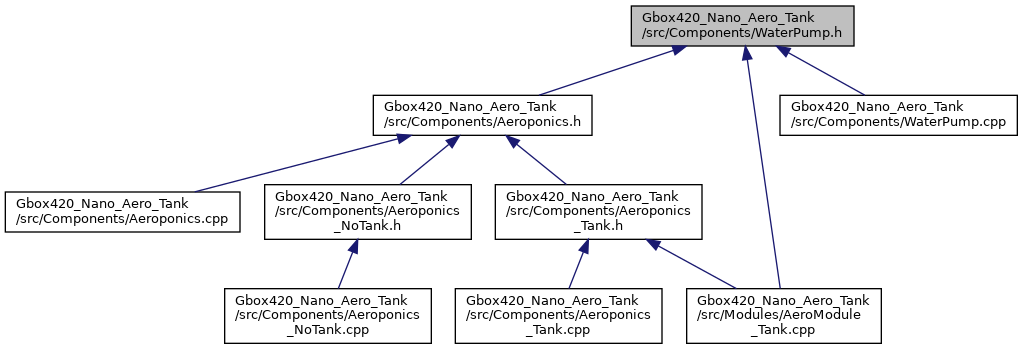 Gbox420_Nano_Aero_Tank
/src/Components/WaterPump.h
Gbox420_Nano_Aero_Tank
/src/Components/Aeroponics.h
Gbox420_Nano_Aero_Tank
/src/Components/WaterPump.cpp
Gbox420_Nano_Aero_Tank
/src/Components/Aeroponics.cpp
Gbox420_Nano_Aero_Tank
/src/Components/Aeroponics
_NoTank.h
Gbox420_Nano_Aero_Tank
/src/Components/Aeroponics
_Tank.h
Gbox420_Nano_Aero_Tank
/src/Components/Aeroponics
_NoTank.cpp
Gbox420_Nano_Aero_Tank
/src/Components/Aeroponics
_Tank.cpp
Gbox420_Nano_Aero_Tank
/src/Modules/AeroModule
_Tank.cpp